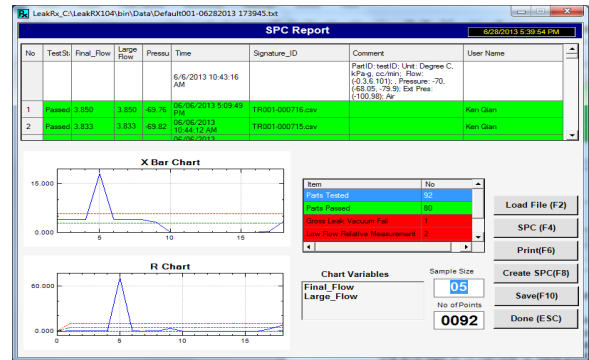 LeakRx_C:\LeakRX104\bin\Data\Default001-06282013 173945.txt
SPC Report
6/28/2013 5:39:54 PM
No TestSt: Final_Flow Large Flow Pressu Time Signature_ID Comment User Name
6/6/2013 10:43:16 AM
PartID: testID; Unit: Degree C,
kPa-g, cc/min; Flow:
(-0.3,6.101); , Pressure: -70,
(-68.05, -79.9); Ext Pres:
(-100,98); Air
1 Passed 3.850 3.850 -69.76 06/06/2013 5:09:49 PM TR001-000716.csv Ken Qian
2 Passed 3.833 3.833 -69.82 06/06/2013 10:44:12 AM TR001-000715.csv Ken Qian
06/06/2013
X Bar Chart
15.000
0.000
5 10 15
Item No
Parts Tested 92
Parts Passed 80
Gross Leak Vacuum Fail 1
Low Flow Relative Measurement 2
Load File (F2)
SPC (F4)
Print(F6)
Create SPC(F8)
Save(F10)
Done (ESC)
R Chart
60.000
0.000
0 5 10 15
Chart Variables
Final_Flow
Large_Flow
Sample Size
05
No of Points
0092